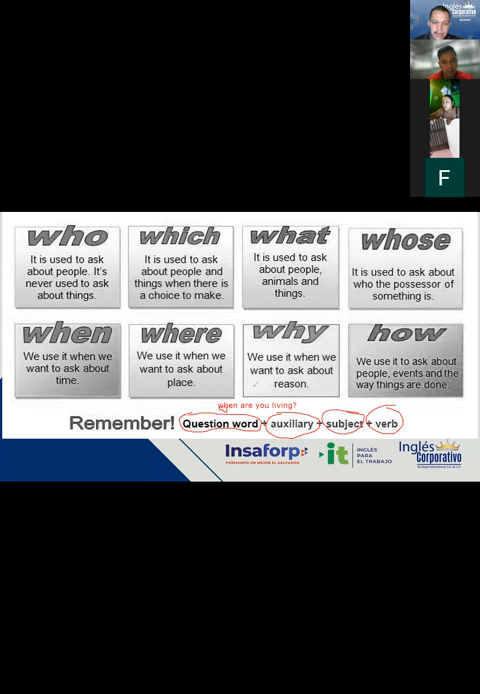 Inglés
Corporativo
F
who
It is used to ask
about people. It's
never used to ask
about things.
which
It is used to ask
about people and
things when there is
a choice to make.
what
It is used to ask
about people,
animals and
things.
whose
It is used to ask about
who the possessor of
something is.
when
We use it when we
want to ask about
time.
where
We use it when we
want to ask about
place.
why
We use it when we
want to ask about
reason.
how
We use it to ask about
people, events and the
way things are done.
when are you living?
Remember! Question word + auxiliary + subject + verb
Insaforp
FORMANDO UN MEJOR EL SALVADOR
it
INGLÉS
PARA
EL TRABAJO
Inglés
Corporativo